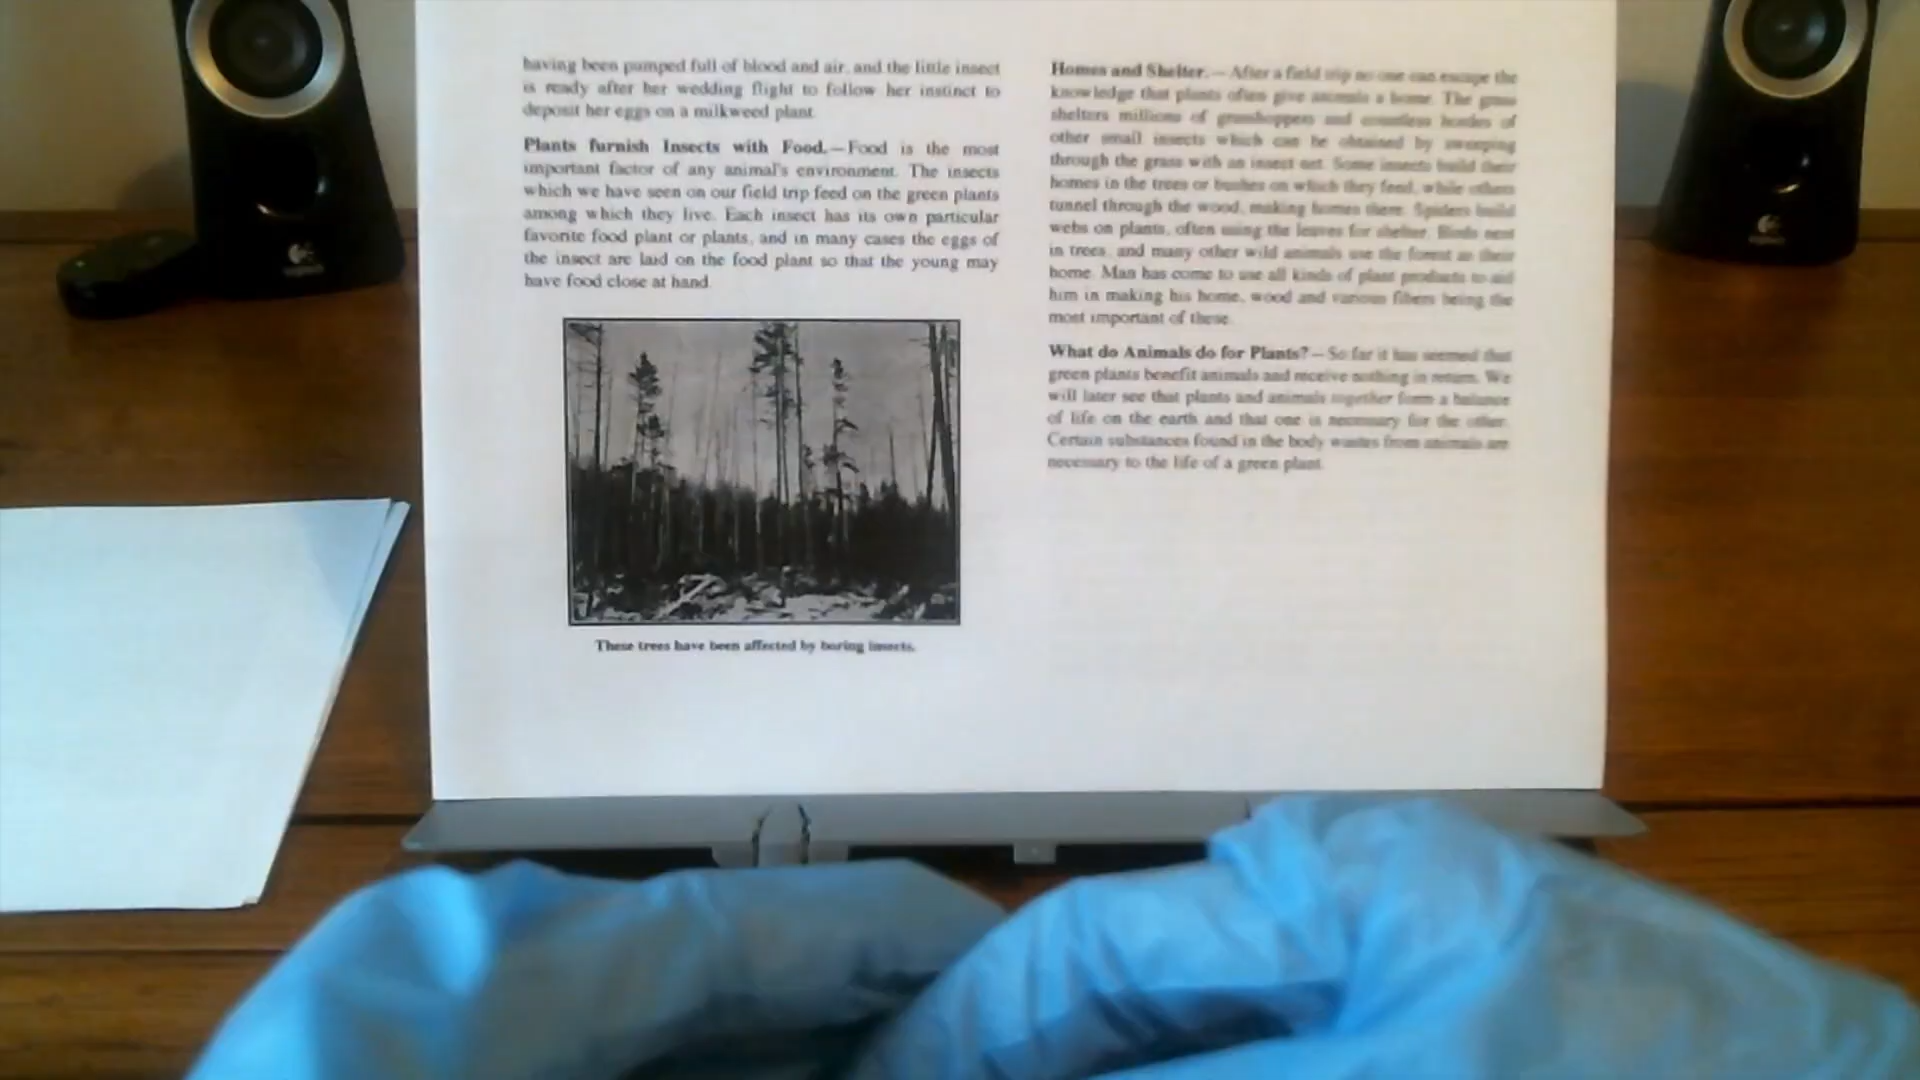 having been pumped full of blood and air, and the little insect
is ready after her wedding flight to follow her instinct to
deposit her eggs on a milkweed plant.
Plants furnish Insects with Food.—Food is the most
important factor of any animal's environment. The insects
which we have seen on our field trip feed on the green plants
among which they live. Each insect has its own particular
favorite food plant or plants, and in many cases the eggs of
the insect are laid on the food plant so that the young may
have food close at hand.
These trees have been affected by boring insects.
Homes and Shelter.—After a field trip no one can escape the
knowledge that plants often give animals a home. The grass
shelters millions of grasshoppers and countless hordes of
other small insects which can be obtained by sweeping
through the grass with an insect net. Some insects build their
homes in the trees or bushes on which they feed, while others
tunnel through the wood, making homes there. Spiders build
webs on plants, often using the leaves for shelter. Birds nest
in trees, and many other wild animals use the forest as their
home. Man has come to use all kinds of plant products to aid
him in making his home, wood and various fibers being the
most important of these.
What do Animals do for Plants?—So far it has seemed that
green plants benefit animals and receive nothing in return. We
will later see that plants and animals together form a balance
of life on the earth and that one is necessary for the other.
Certain substances found in the body wastes from animals are
necessary to the life of a green plant.